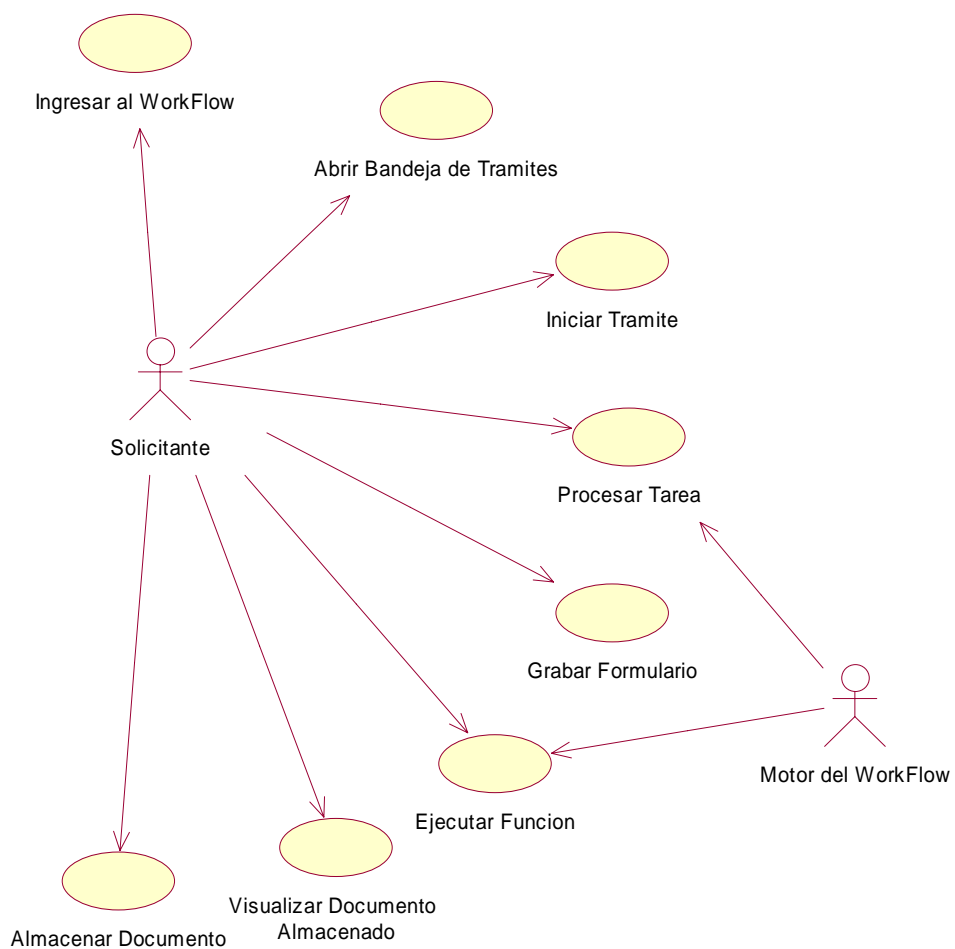 Ingresar al WorkFlow
Abrir Bandeja de Tramites
Iniciar Tramite
Solicitante
Procesar Tarea
Grabar Formulario
Motor del WorkFlow
Ejecutar Funcion
Visualizar Documento
Almacenado
Almacenar Documento